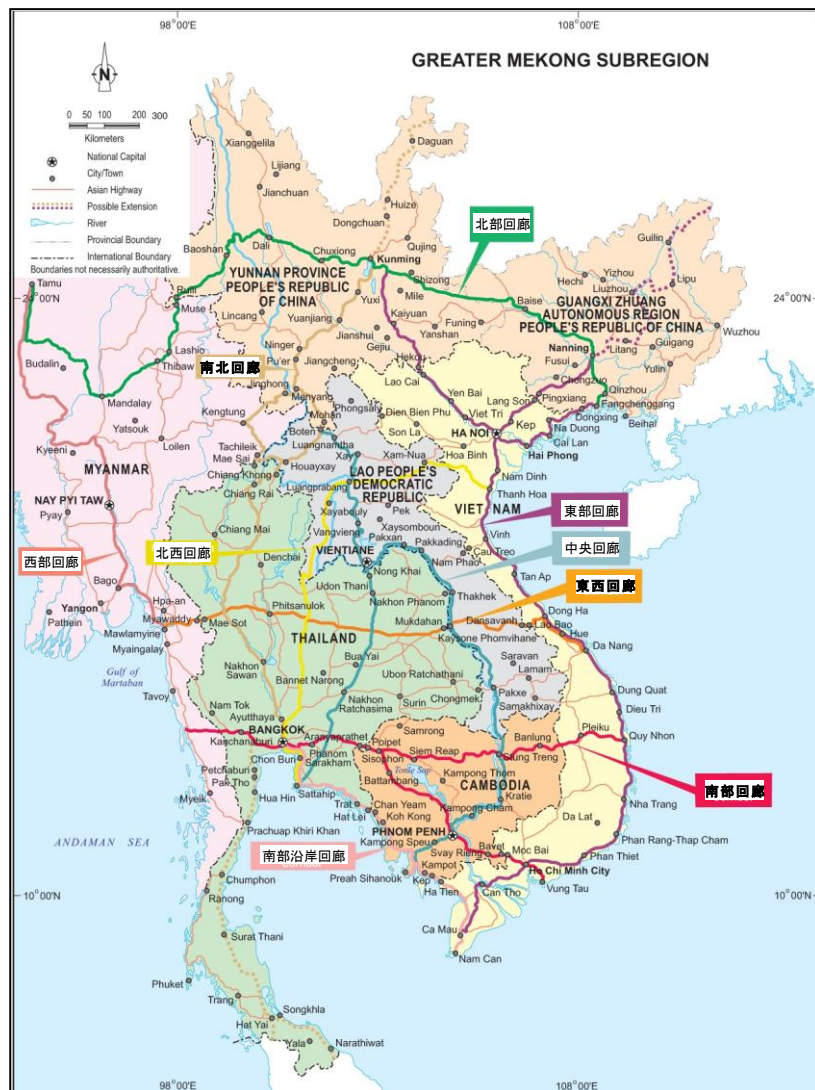 98°00'E
108°00'E
GREATER MEKONG SUBREGION
N
0 50 100 200 300
Kilometers
National Capital
City/Town
Asian Highway
Possible Extension
River
Provincial Boundary
International Boundary
Boundaries not necessarily authoritative.
Daguan
Xianggelila
Lijiang
Jianchuan
Huize
Dongchuan
北部回廊
Guilin
Dali
Chuxiong
Qujing
Baoshan
Kunming
Shizong
Hechi
Yizhou
Liuzhou
Lipu
YUNNAN PROVINCE
PEOPLE'S REPUBLIC
OF CHINA
Tamu
24°00'N
Ruili
Muse
Yuxi
Mile
Baise
GUANGXI ZHUANG
AUTONOMOUS REGION
PEOPLE'S REPUBLIC OF CHINA
24°00'N
Lincang
Yuanjiang
Kaiyuan
Funing
Yanshan
Wuzhou
Jianshui
Gejiu
Nanning
Litang
Guigang
Budalin
Lashio
Thibaw
Ninger
Pu'er
Jiangcheng
Hekou
Fusui
Yulin
南北回廊
Lao Cai
Chongzuo
Jinghong
Yen Bai
Lang Son
Pingxiang
Qinzhou
Mandalay
Menyang
Phongsaly
Dien Bien Phu
Viet Tri
Fangchenggang
Yatsouk
Kengtung
Mohan
Boten
Son La
HA NOI
Kep
Na Duong
Dongxing
Beihai
Kyeeni
Loilen
Luangnamtha
Cai Lan
Hai Phong
Tachileik
Mae Sai
Xay
Xam-Nua
Hoa Binh
MYANMAR
Houayxay
Chiang Khong
LAO PEOPLE'S
DEMOCRATIC
REPUBLIC
Nam Dinh
NAY PYI TAW
Chiang Rai
Luangprabang
Thanh Hoa
Pyay
Xayabouly
Pek
VIET NAM
東部回廊
Chiang Mai
Vangvieng
Xaysomboun
Vinh
西部回廊
北西回廊
Pakxan
Pakkading
中央回廊
Denchai
VIENTIANE
Nam Phao
Cau Treo
Bago
Nong Khai
Tan Ap
Udon Thani
東西回廊
Yangon
Hpa-an
Phitsanulok
Nakhon Phanom
Thakhek
Pathein
Myawaddy
Mae Sot
Mukdahan
Dansavanh
Dong Ha
Lao Bao
Hue
Mawlamyine
THAILAND
Kaysone Phomvihane
Myaingalay
Da Nang
Gulf of
Martaban
Bua Yai
Saravan
Nakhon
Sawan
Bannet Narong
Ubon Ratchathani
Lamam
Tavoy
Pakxe
Dung Quat
Nam Tok
Nakhon
Ratchasima
Surin
Chongmek
Samakhixay
Dieu Tri
Ayutthaya
BANGKOK
Samrong
Pleiku
Quy Nhon
Kanchanaburi
Aranyaprathet
Poipet
Banlung
Chon Buri
Phanom
Sarakham
Sisophon
Siem Reap
Stung Treng
Petchaburi
Battambang
Tonle Sap
Kampong Thom
CAMBODIA
南部回廊
Pak Tho
Hua Hin
Sattahip
Myeik
Trat
Hat Lei
Chan Yeam
Koh Kong
Kampong Cham
Kratie
Nha Trang
Prachuap Khiri Khan
PHNOM PENH
Da Lat
ANDAMAN SEA
Kampong Speu
Phan Rang-Thap Cham
南部沿岸回廊
Svay Rieng
Bavet
Moc Bai
Phan Thiet
Kampot
Chumphon
Preah Sihanouk
Ho Chi Minh City
10°00'N
Kep
Ha Tien
Can Tho
Vung Tau
10°00'N
Ranong
Ca Mau
Surat Thani
Nam Can
Phuket
Trang
Songkhla
Hat Yai
Yala
Narathiwat
98°00'E
108°00'E